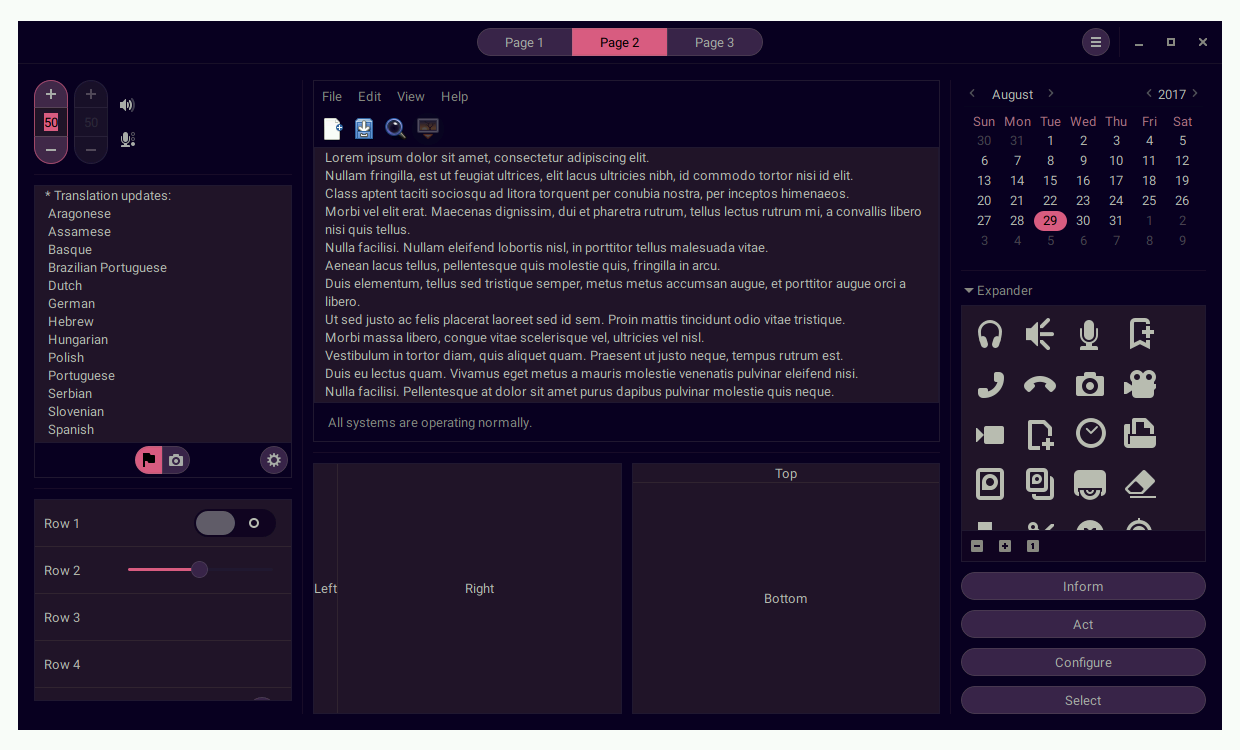 Page 1 Page 2 Page 3
50 50
* Translation updates:
Aragonese
Assamese
Basque
Brazilian Portuguese
Dutch
German
Hebrew
Hungarian
Polish
Portuguese
Serbian
Slovenian
Spanish
Row 1
Row 2
Row 3
Row 4
File Edit View Help
Lorem ipsum dolor sit amet, consectetur adipiscing elit.
Nullam fringilla, est ut feugiat ultrices, elit lacus ultricies nibh, id commodo tortor nisi id elit.
Class aptent taciti sociosqu ad litora torquent per conubia nostra, per inceptos himenaeos.
Morbi vel elit erat. Maecenas dignissim, dui et pharetra rutrum, tellus lectus rutrum mi, a convallis libero
nisi quis tellus.
Nulla facilisi. Nullam eleifend lobortis nisl, in porttitor tellus malesuada vitae.
Aenean lacus tellus, pellentesque quis molestie quis, fringilla in arcu.
Duis elementum, tellus sed tristique semper, metus metus accumsan augue, et porttitor augue orci a
libero.
Ut sed justo ac felis placerat laoreet sed id sem. Proin mattis tincidunt odio vitae tristique.
Morbi massa libero, congue vitae scelerisque vel, ultricies vel nisl.
Vestibulum in tortor diam, quis aliquet quam. Praesent ut justo neque, tempus rutrum est.
Duis eu lectus quam. Vivamus eget metus a mauris molestie venenatis pulvinar eleifend nisi.
Nulla facilisi. Pellentesque at dolor sit amet purus dapibus pulvinar molestie quis neque.
All systems are operating normally.
Left Right
Top
Bottom
August 2017
Sun Mon Tue Wed Thu Fri Sat
30 31 1 2 3 4 5
6 7 8 9 10 11 12
13 14 15 16 17 18 19
20 21 22 23 24 25 26
27 28 29 30 31 1 2
3 4 5 6 7 8 9
Expander
1
Inform
Act
Configure
Select